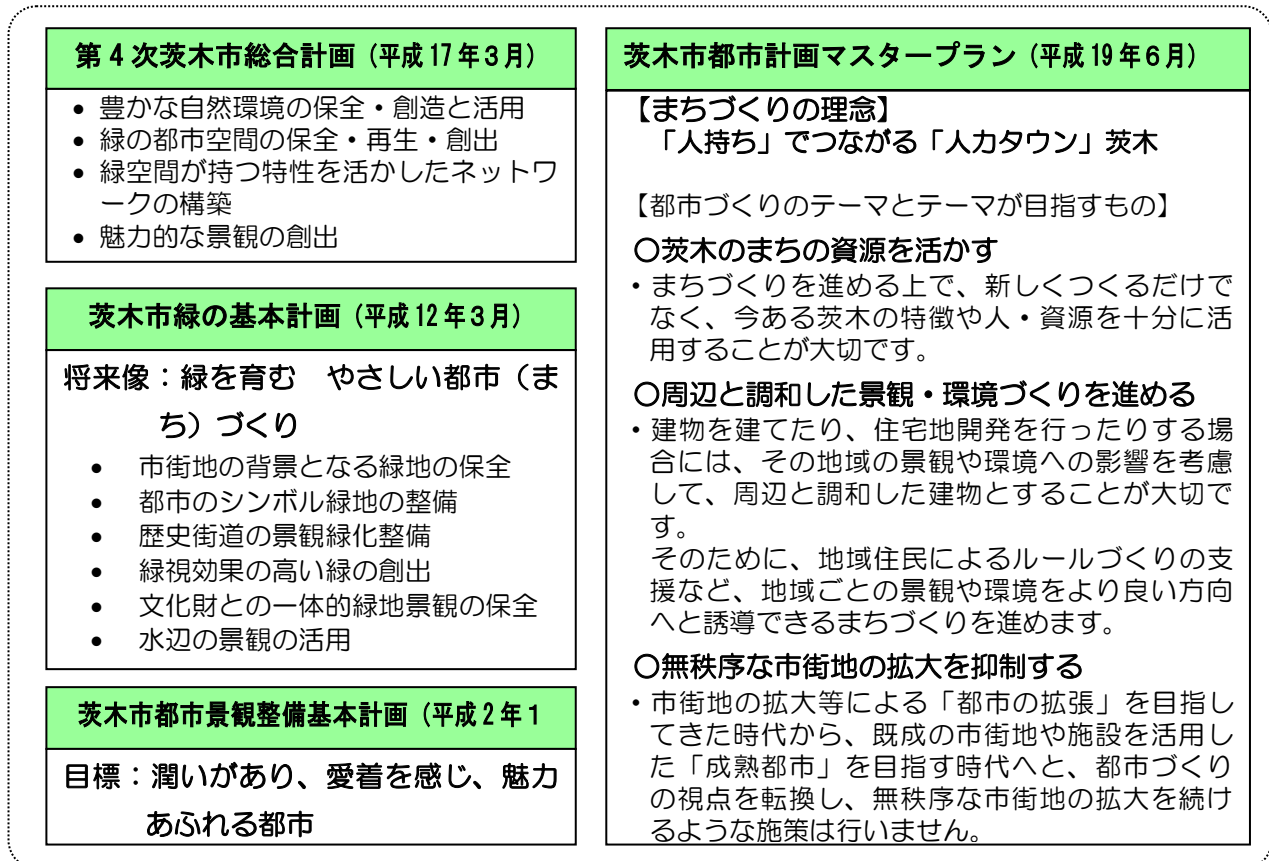 第4次茨木市総合計画（平成17年3月）
• 豊かな自然環境の保全・創造と活用
• 緑の都市空間の保全・再生・創出
• 緑空間が持つ特性を活かしたネットワ
ークの構築
• 魅力的な景観の創出
茨木市緑の基本計画（平成12年3月）
将来像：緑を育む　やさしい都市（ま
ち）づくり
• 市街地の背景となる緑地の保全
• 都市のシンボル緑地の整備
• 歴史街道の景観緑化整備
• 緑視効果の高い緑の創出
• 文化財との一体的緑地景観の保全
• 水辺の景観の活用
茨木市都市景観整備基本計画（平成2年1
目標：潤いがあり、愛着を感じ、魅力
あふれる都市
茨木市都市計画マスタープラン（平成19年6月）
【まちづくりの理念】
「人持ち」でつながる「人力タウン」茨木
【都市づくりのテーマとテーマが目指すもの】
〇茨木のまちの資源を活かす
・まちづくりを進める上で、新しくつくるだけで
なく、今ある茨木の特徴や人・資源を十分に活
用することが大切です。
〇周辺と調和した景観・環境づくりを進める
・建物を建てたり、住宅地開発を行ったりする場
合には、その地域の景観や環境への影響を考慮
して、周辺と調和した建物とすることが大切で
す。
そのために、地域住民によるルールづくりの支
援など、地域ごとの景観や環境をより良い方向
へと誘導できるまちづくりを進めます。
〇無秩序な市街地の拡大を抑制する
・市街地の拡大等による「都市の拡張」を目指し
てきた時代から、既成の市街地や施設を活用し
た「成熟都市」を目指す時代へと、都市づくり
の視点を転換し、無秩序な市街地の拡大を続け
るような施策は行いません。